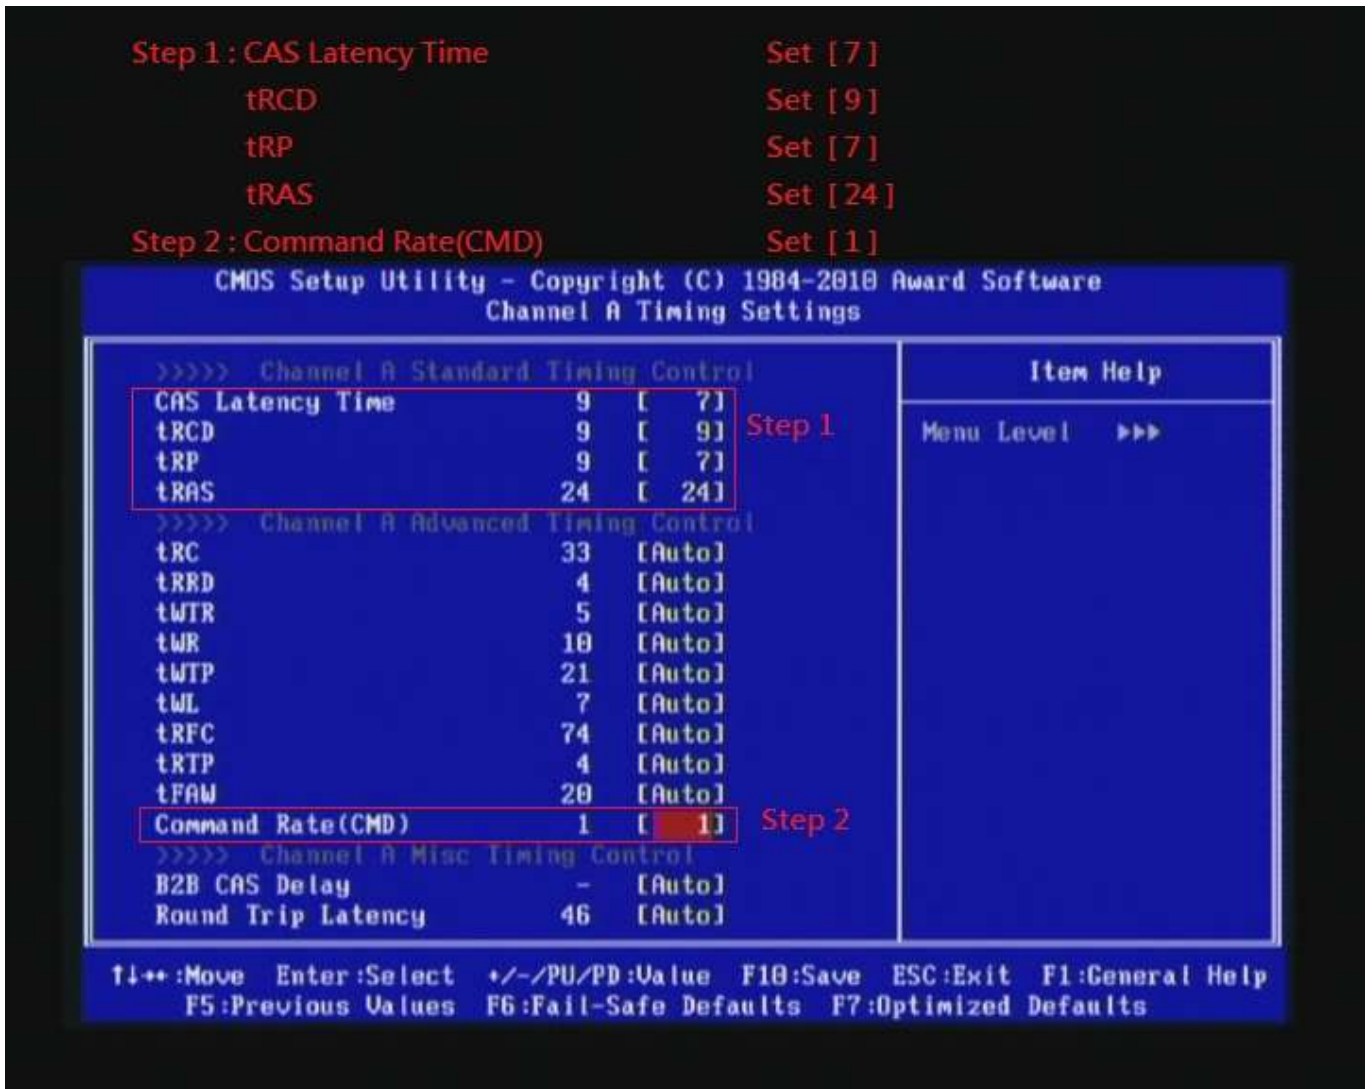 Step 1 : CAS Latency Time Set [ 7 ]
tRCD Set [ 9 ]
tRP Set [ 7 ]
tRAS Set [ 24 ]
Step 2 : Command Rate(CMD) Set [ 1 ]
CMOS Setup Utility - Copyright (C) 1984-2010 Award Software
Channel A Timing Settings
>>>>> Channel A Standard Timing Control
Item Help
CAS Latency Time 9 [ 7]
Step 1
tRCD 9 [ 9]
Menu Level ▶▶▶
tRP 9 [ 7]
tRAS 24 [ 24]
>>>>> Channel A Advanced Timing Control
tRC 33 [Auto]
tRRD 4 [Auto]
tWTR 5 [Auto]
tWR 10 [Auto]
tWTP 21 [Auto]
tWL 7 [Auto]
tRFC 74 [Auto]
tRTP 4 [Auto]
tFAW 20 [Auto]
Command Rate(CMD) 1 [ 1] Step 2
>>>>> Channel A Misc Timing Control
B2B CAS Delay - [Auto]
Round Trip Latency 46 [Auto]
↑↓→←:Move Enter:Select +/-/PU/PD:Value F10:Save ESC:Exit F1:General Help
F5:Previous Values F6:Fail-Safe Defaults F7:Optimized Defaults